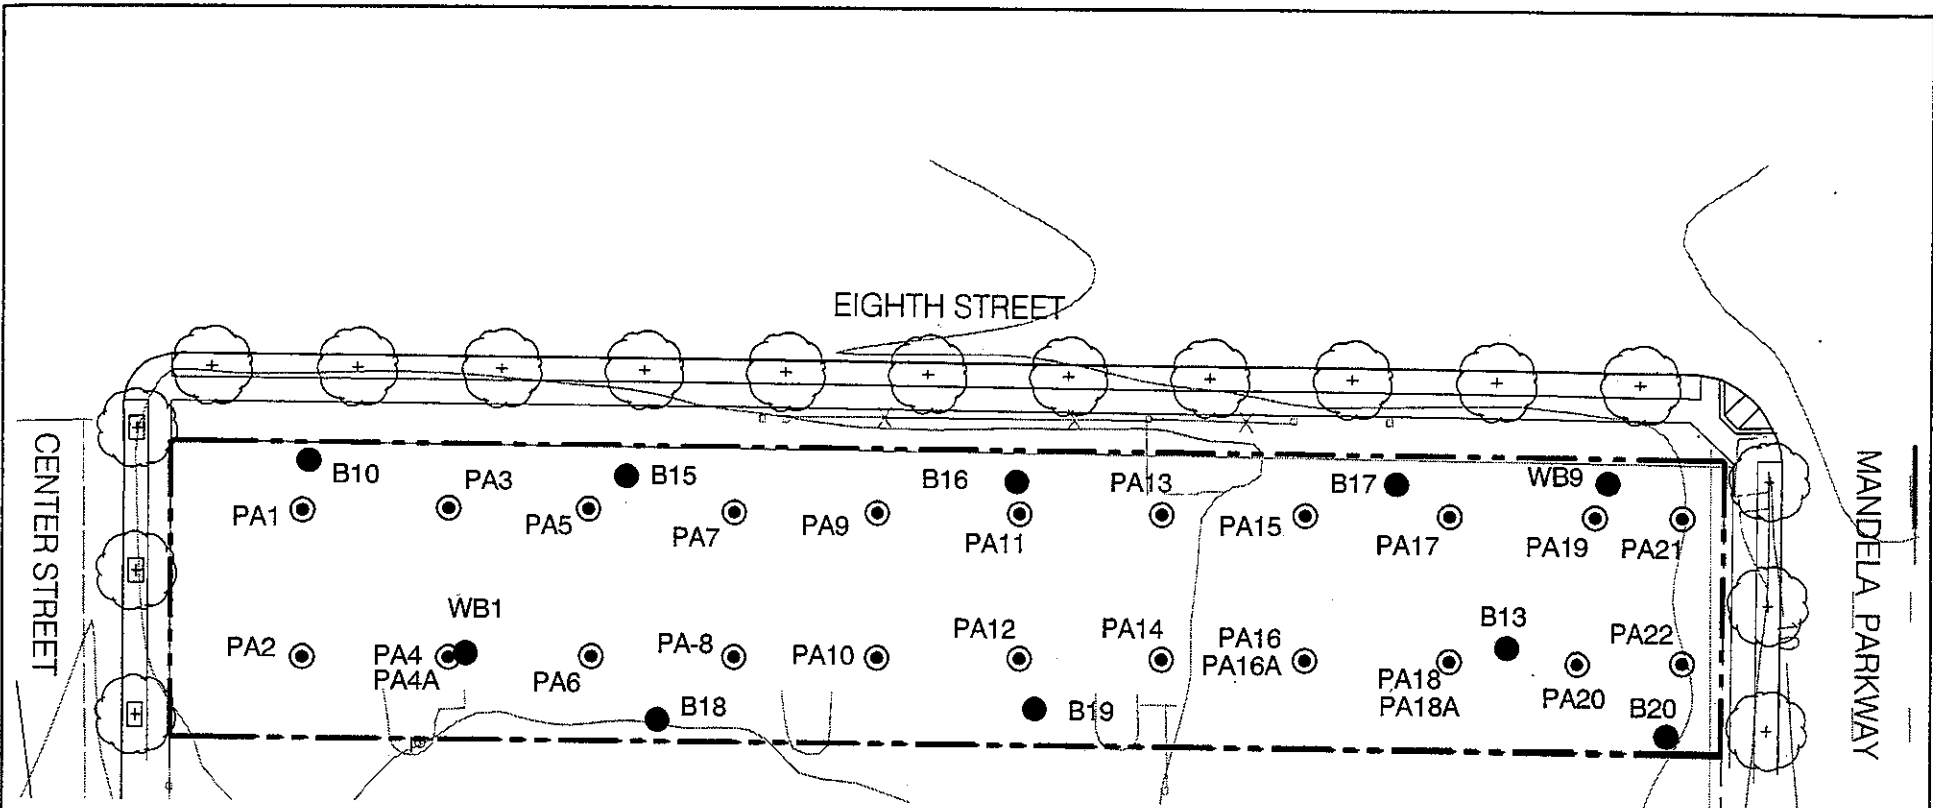 EIGHTH STREET
CENTER STREET
MANDELA PARKWAY
B10
PA3
B15
B16
PA13
B17
WB9
PA1
PA5
PA7
PA9
PA11
PA15
PA17
PA19
PA21
WB1
PA2
PA4
PA4A
PA6
PA-8
PA10
PA12
PA14
PA16
PA16A
B13
PA22
PA18
PA18A
PA20
B18
B19
B20